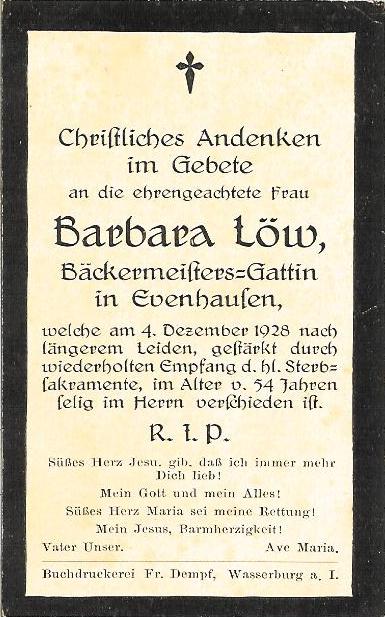 Christliches Andenken
im Gebete
an die ehrengeachtete Frau
Barbara Löw,
Bäckermeisters=Gattin
in Evenhausen,
welche am 4. Dezember 1928 nach
längerem Leiden, gestärkt durch
wiederholten Empfang d. hl. Sterb=
sakramente, im Alter v. 54 Jahren
selig im Herrn verschieden ist.
R. I. P.
Süßes Herz Jesu, gib, daß ich immer mehr
Dich lieb!
Mein Gott und mein Alles!
Süßes Herz Maria sei meine Rettung!
Mein Jesus, Barmherzigkeit!
Vater Unser. Ave Maria.
Buchdruckerei Fr. Dempf, Wasserburg a. I.